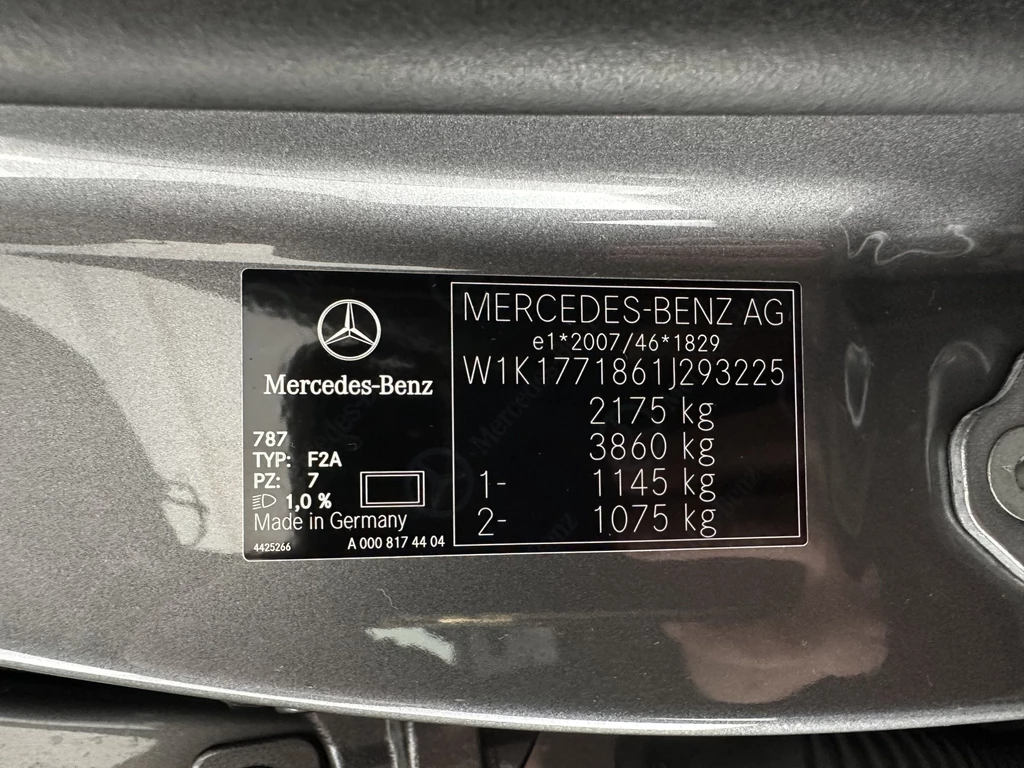 Mercedes-Benz
787
TYP: F2A
PZ: 7
1,0 %
Made in Germany
4425266 A 000 817 44 04
MERCEDES-BENZ AG
e1*2007/46*1829
W1K1771861J293225
2175 kg
3860 kg
1- 1145 kg
2- 1075 kg